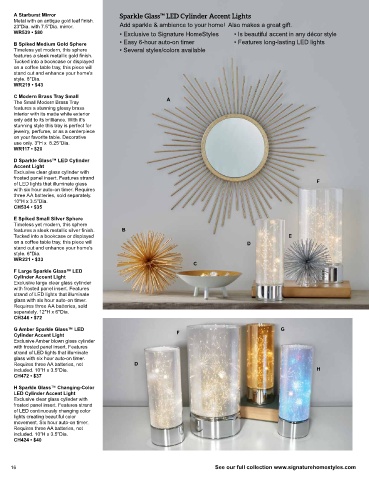 A Starburst Mirror
Metal with an antique gold leaf finish.
23"Dia. with 7.5"Dia. mirror.
WR539 • $80
B Spiked Medium Gold Sphere
Timeless yet modern, this sphere
features a sleek metallic gold finish.
Tucked into a bookcase or displayed
on a coffee table tray, this piece will
stand out and enhance your home's
style. 8"Dia.
WR219 • $43
C Modern Brass Tray Small
The Small Modern Brass Tray
features a stunning glossy brass
interior with its matte white exterior
only add to its brilliance. With it's
stunning style this tray is perfect for
jewelry, perfume, or as a centerpiece
on your favorite table. Decorative
use only. 3"H x 8.25"Dia.
WR117 • $20
D Sparkle Glass™ LED Cylinder
Accent Light
Exclusive clear glass cylinder with
frosted panel insert. Features strand
of LED lights that illuminate glass
with six hour auto-on timer. Requires
three AA batteries, sold separately.
10"H x 3.5"Dia.
CH534 • $35
E Spiked Small Silver Sphere
Timeless yet modern, this sphere
features a sleek metallic silver finish.
Tucked into a bookcase or displayed
on a coffee table tray, this piece will
stand out and enhance your home's
style. 6"Dia.
WR231 • $33
F Large Sparkle Glass™ LED
Cylinder Accent Light
Exclusive large clear glass cylinder
with frosted panel insert. Features
strand of LED lights that illuminate
glass with six hour auto-on timer.
Requires three AA batteries, sold
separately. 12"H x 5"Dia.
CH346 • $72
G Amber Sparkle Glass™ LED
Cylinder Accent Light
Exclusive Amber blown glass cylinder
with frosted panel insert. Features
strand of LED lights that illuminate
glass with six hour auto-on timer.
Requires three AA batteries, not
included. 10"H x 3.5"Dia.
CH472 • $37
H Sparkle Glass™ Changing-Color
LED Cylinder Accent Light
Exclusive clear glass cylinder with
frosted panel insert. Features strand
of LED continuously changing color
lights creating beautiful color
movement. Six hour auto-on timer.
Requires three AA batteries, not
included. 10"H x 3.5"Dia.
CH424 • $40
Sparkle Glass™ LED Cylinder Accent Lights
Add sparkle & ambience to your home! Also makes a great gift.
• Exclusive to Signature HomeStyles • Is beautiful accent in any décor style
• Easy 6-hour auto-on timer • Features long-lasting LED lights
• Several styles/colors available
A
F
B
E
D
C
F
G
D
H
16
See our full collection www.signaturehomestyles.com